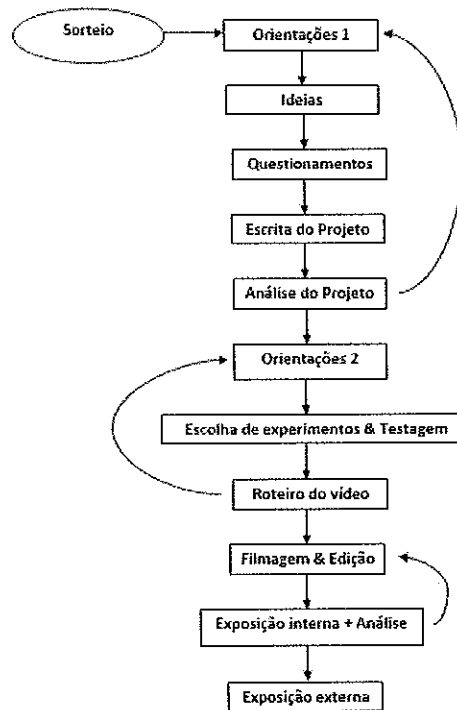 Sorteio
Orientações 1
Ideias
Questionamentos
Escrita do Projeto
Análise do Projeto
Orientações 2
Escolha de experimentos & Testagem
Roteiro do vídeo
Filmagem & Edição
Exposição interna + Análise
Exposição externa